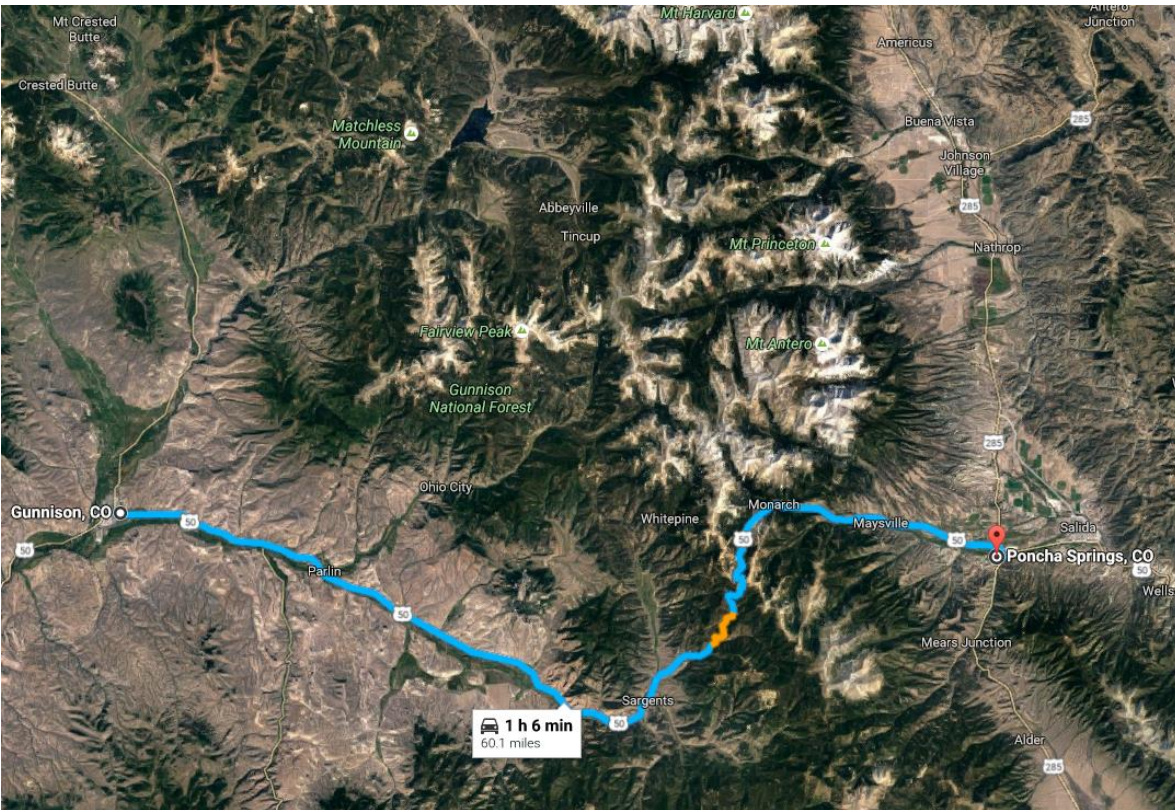 Mt Crested
Butte
Mt Harvard
Antero
Junction
Americus
Crested Butte
285
Matchless
Mountain
Buena Vista
Johnson
Village
285
Abbeyville
Tincup
Mt Princeton
Nathrop
Fairview Peak
Mt Antero
Gunnison
National Forest
285
Ohio City
Gunnison, CO
50
50
Whitepine
Monarch
50
Maysville
50
Salida
Poncha Springs, CO
50
Wells
Parlin
50
Mears Junction
Sargents
50
1 h 6 min
60.1 miles
Alder
285